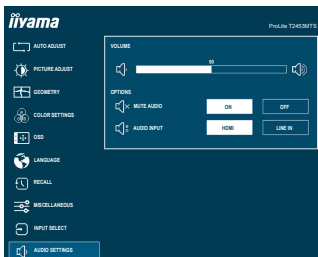 iiyama
ProLite T2453MTS
AUTO ADJUST
PICTURE ADJUST
GEOMETRY
COLOR SETTINGS
OSD
LANGUAGE
RECALL
MISCELLANEOUS
INPUT SELECT
AUDIO SETTINGS
VOLUME
50
OPTIONS
MUTE AUDIO
ON
OFF
AUDIO INPUT
HDMI
LINE IN